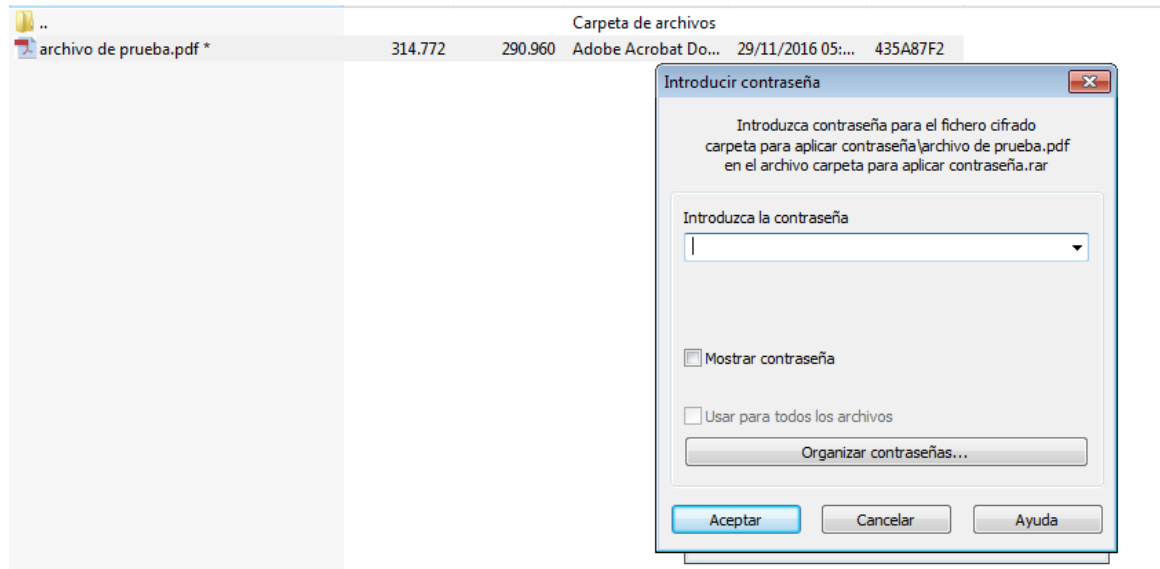 .. Carpeta de archivos
archivo de prueba.pdf * 314.772 290.960 Adobe Acrobat Do... 29/11/2016 05:... 435A87F2
Introducir contraseña
Introduzca contraseña para el fichero cifrado
carpeta para aplicar contraseña\archivo de prueba.pdf
en el archivo carpeta para aplicar contraseña.rar
Introduzca la contraseña
Mostrar contraseña
Usar para todos los archivos
Organizar contraseñas...
Aceptar Cancelar Ayuda